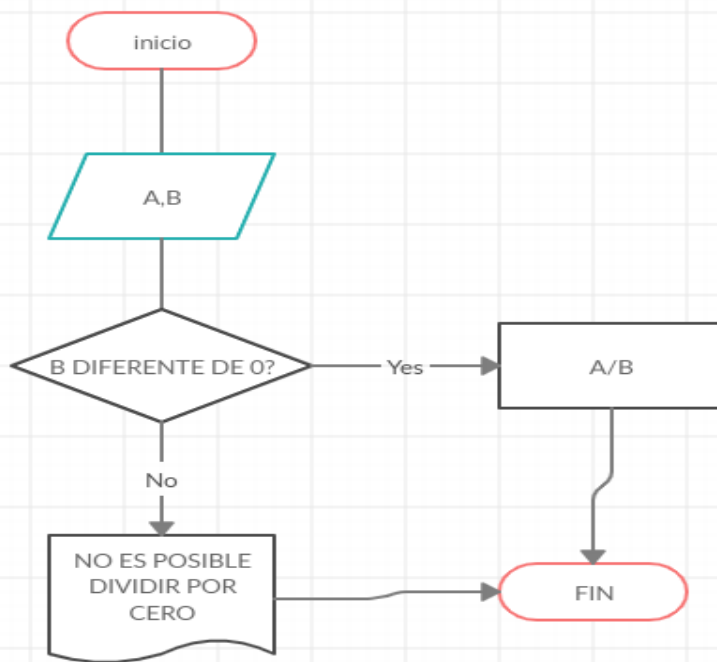 inicio
A,B
B DIFERENTE DE 0?
Yes
A/B
No
NO ES POSIBLE
DIVIDIR POR
CERO
FIN